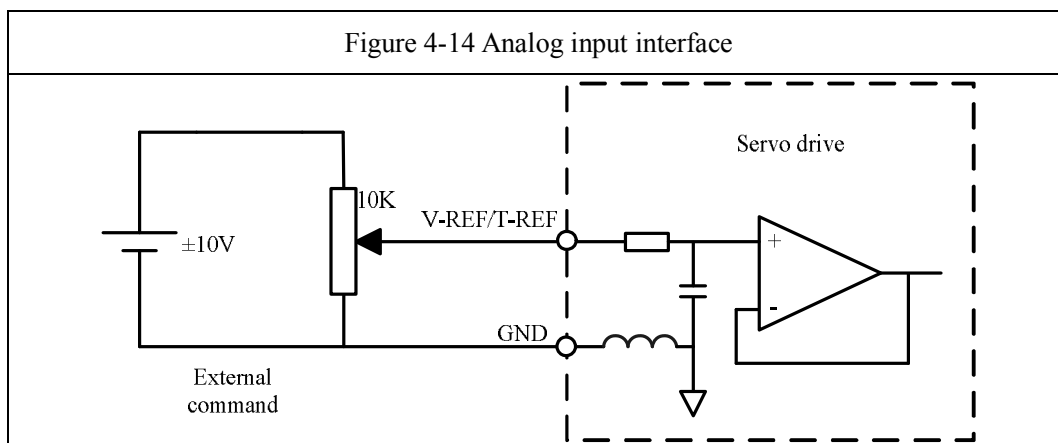 Figure 4-14 Analog input interface
Servo drive
10K
V-REF/T-REF
±10V
+
-
GND
External
command